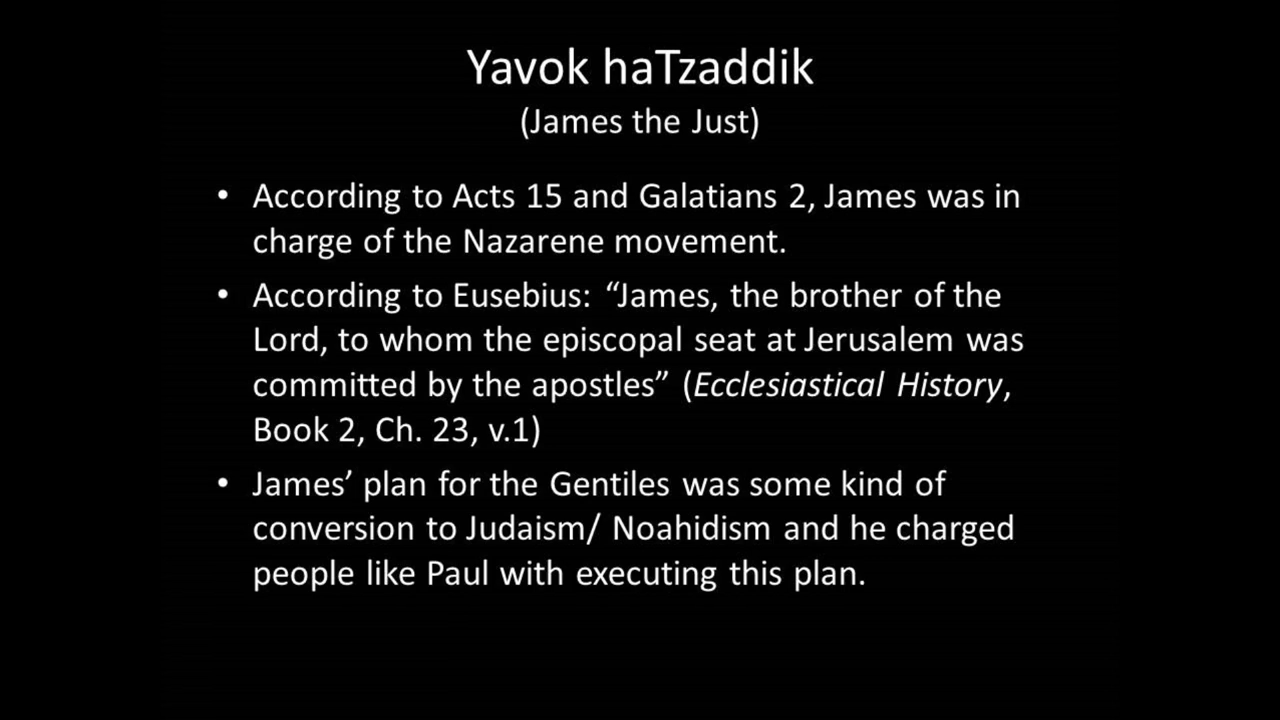 Yavok haTzaddik
(James the Just)
• According to Acts 15 and Galatians 2, James was in
charge of the Nazarene movement.
• According to Eusebius: “James, the brother of the
Lord, to whom the episcopal seat at Jerusalem was
committed by the apostles” (Ecclesiastical History,
Book 2, Ch. 23, v.1)
• James’ plan for the Gentiles was some kind of
conversion to Judaism/ Noahidism and he charged
people like Paul with executing this plan.